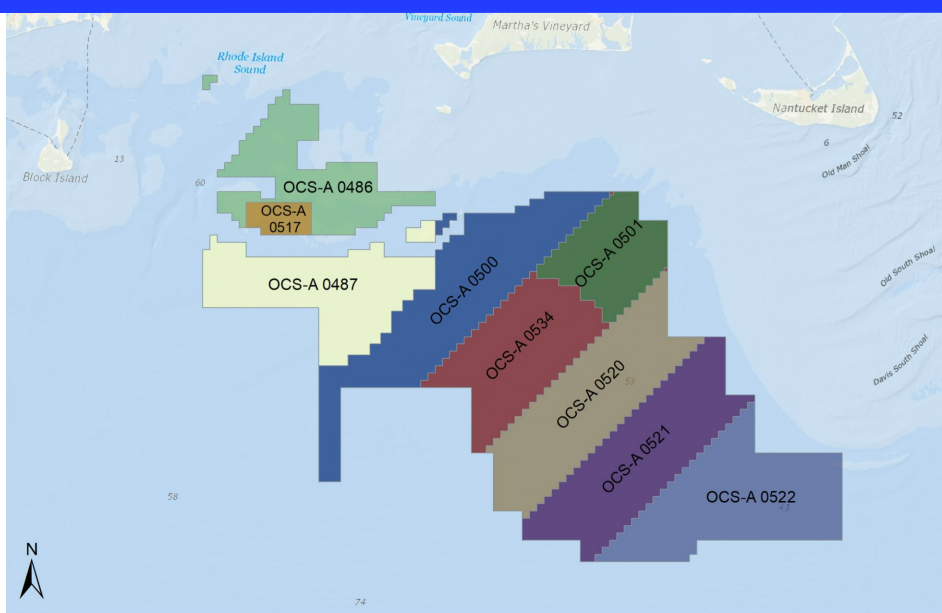 Vineyard Sound
Martha's Vineyard
Rhode Island
Sound
Nantucket Island
52
6
13
Old Man Shoal
Block Island
60
OCS-A 0486
OCS-A
0517
OCS-A 0501
Old South Shoal
OCS-A 0500
OCS-A 0487
OCS-A 0534
Davis South Shoal
OCS-A 0520
53
OCS-A 0521
58
OCS-A 0522
43
N
74